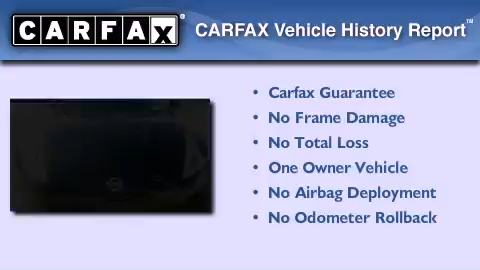 CARFAX® CARFAX Vehicle History Report™
• Carfax Guarantee
• No Frame Damage
• No Total Loss
• One Owner Vehicle
• No Airbag Deployment
• No Odometer Rollback